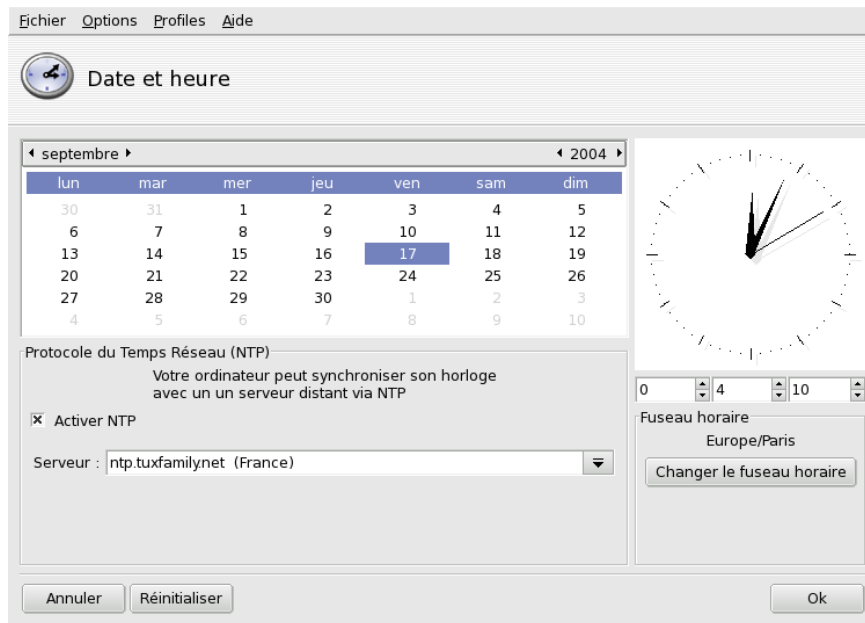 Fichier Options Profiles Aide
Date et heure
septembre 2004
lun mar mer jeu ven sam dim
30 31 1 2 3 4 5
6 7 8 9 10 11 12
13 14 15 16 17 18 19
20 21 22 23 24 25 26
27 28 29 30 1 2 3
4 5 6 7 8 9 10
Protocole du Temps Réseau (NTP)
Votre ordinateur peut synchroniser son horloge
avec un un serveur distant via NTP
Activer NTP
Serveur : ntp.tuxfamily.net (France)
0 4 10
Fuseau horaire
Europe/Paris
Changer le fuseau horaire
Annuler Réinitialiser Ok